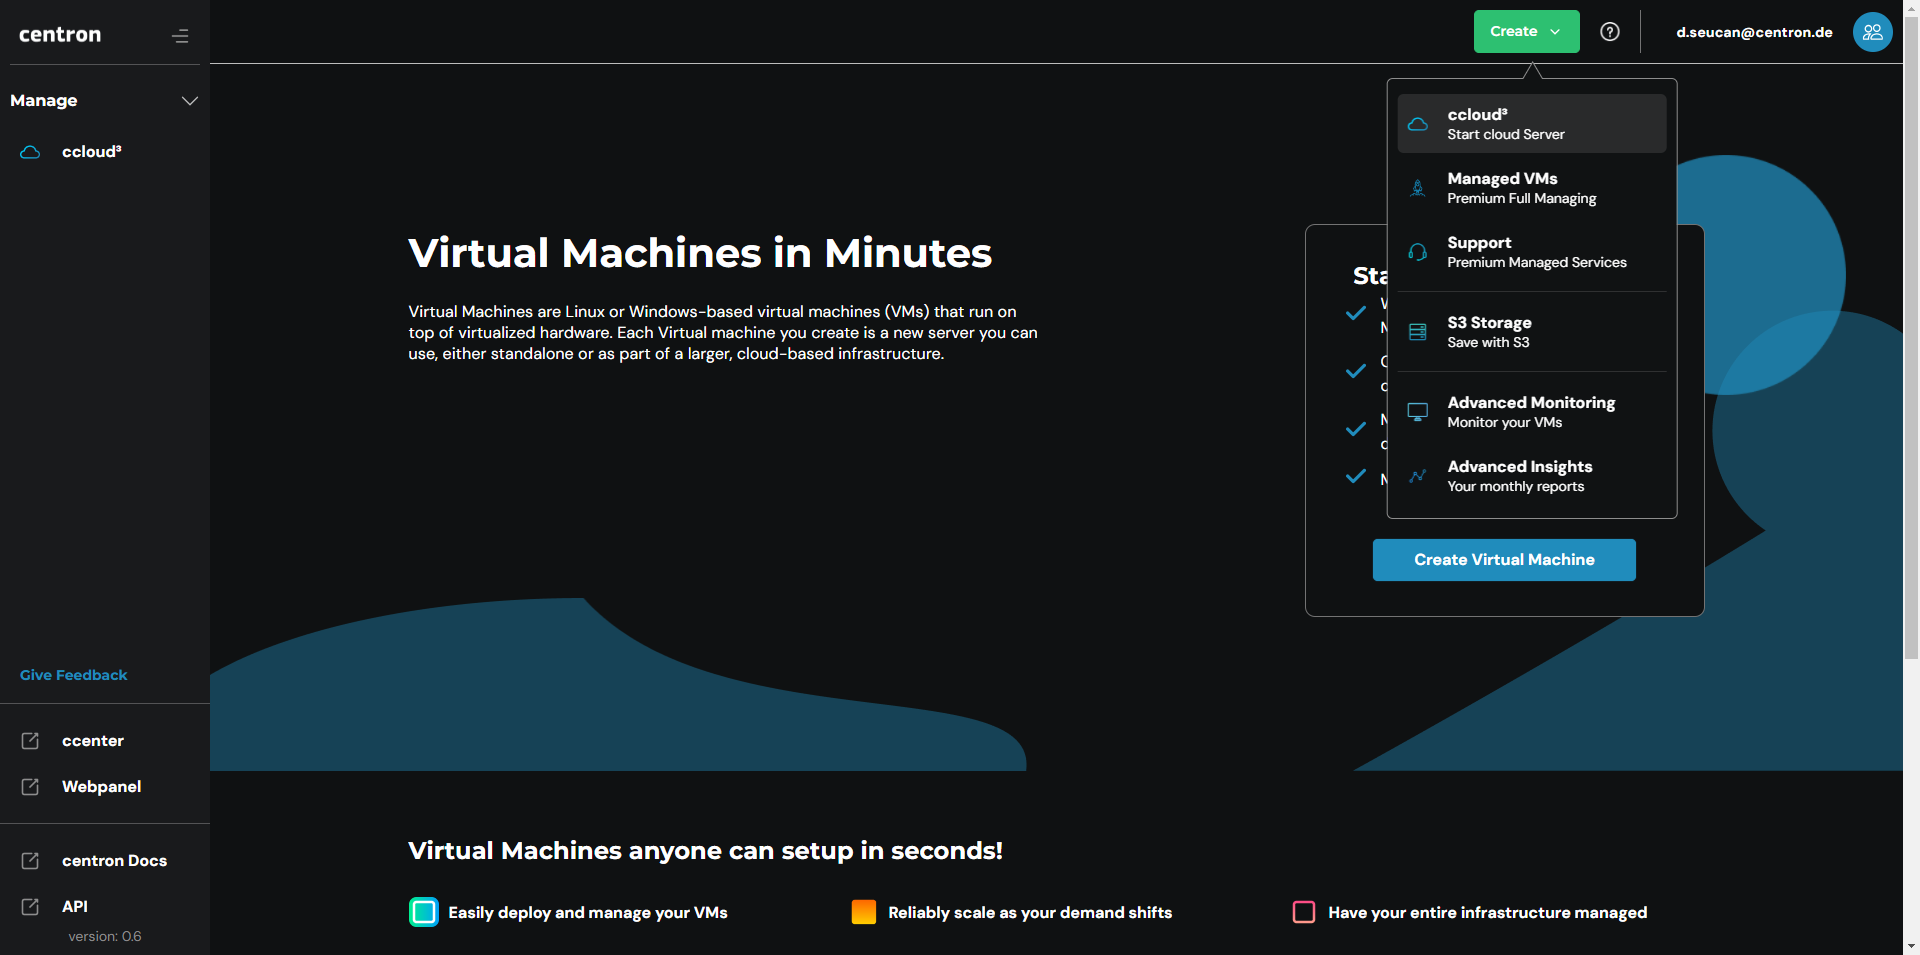 centron
Manage
ccloud³
Give Feedback
ccenter
Webpanel
centron Docs
API
version: 0.6
Create
d.seucan@centron.de
ccloud³
Start cloud Server
Managed VMs
Premium Full Managing
Support
Premium Managed Services
S3 Storage
Save with S3
Advanced Monitoring
Monitor your VMs
Advanced Insights
Your monthly reports
Virtual Machines in Minutes
Virtual Machines are Linux or Windows-based virtual machines (VMs) that run on
top of virtualized hardware. Each Virtual machine you create is a new server you can
use, either standalone or as part of a larger, cloud-based infrastructure.
Create Virtual Machine
Virtual Machines anyone can setup in seconds!
Easily deploy and manage your VMs
Reliably scale as your demand shifts
Have your entire infrastructure managed